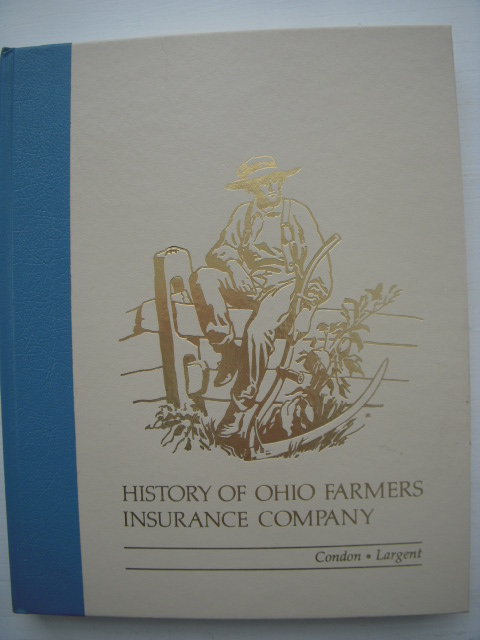 HISTORY OF OHIO FARMERS
INSURANCE COMPANY
Condon • Largent